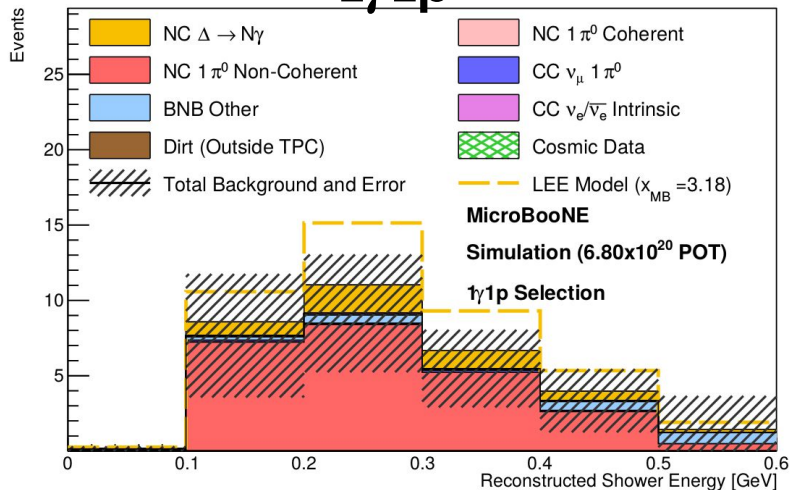 1γ1p
Events
NC Δ → Nγ
NC 1π⁰ Coherent
NC 1π⁰ Non-Coherent
CC νμ 1π⁰
BNB Other
CC νe/ν̅e Intrinsic
Dirt (Outside TPC)
Cosmic Data
Total Background and Error
LEE Model (xMB =3.18)
MicroBooNE
Simulation (6.80x10²⁰ POT)
1γ1p Selection
25
20
15
10
5
0 0.1 0.2 0.3 0.4 0.5 0.6
Reconstructed Shower Energy [GeV]